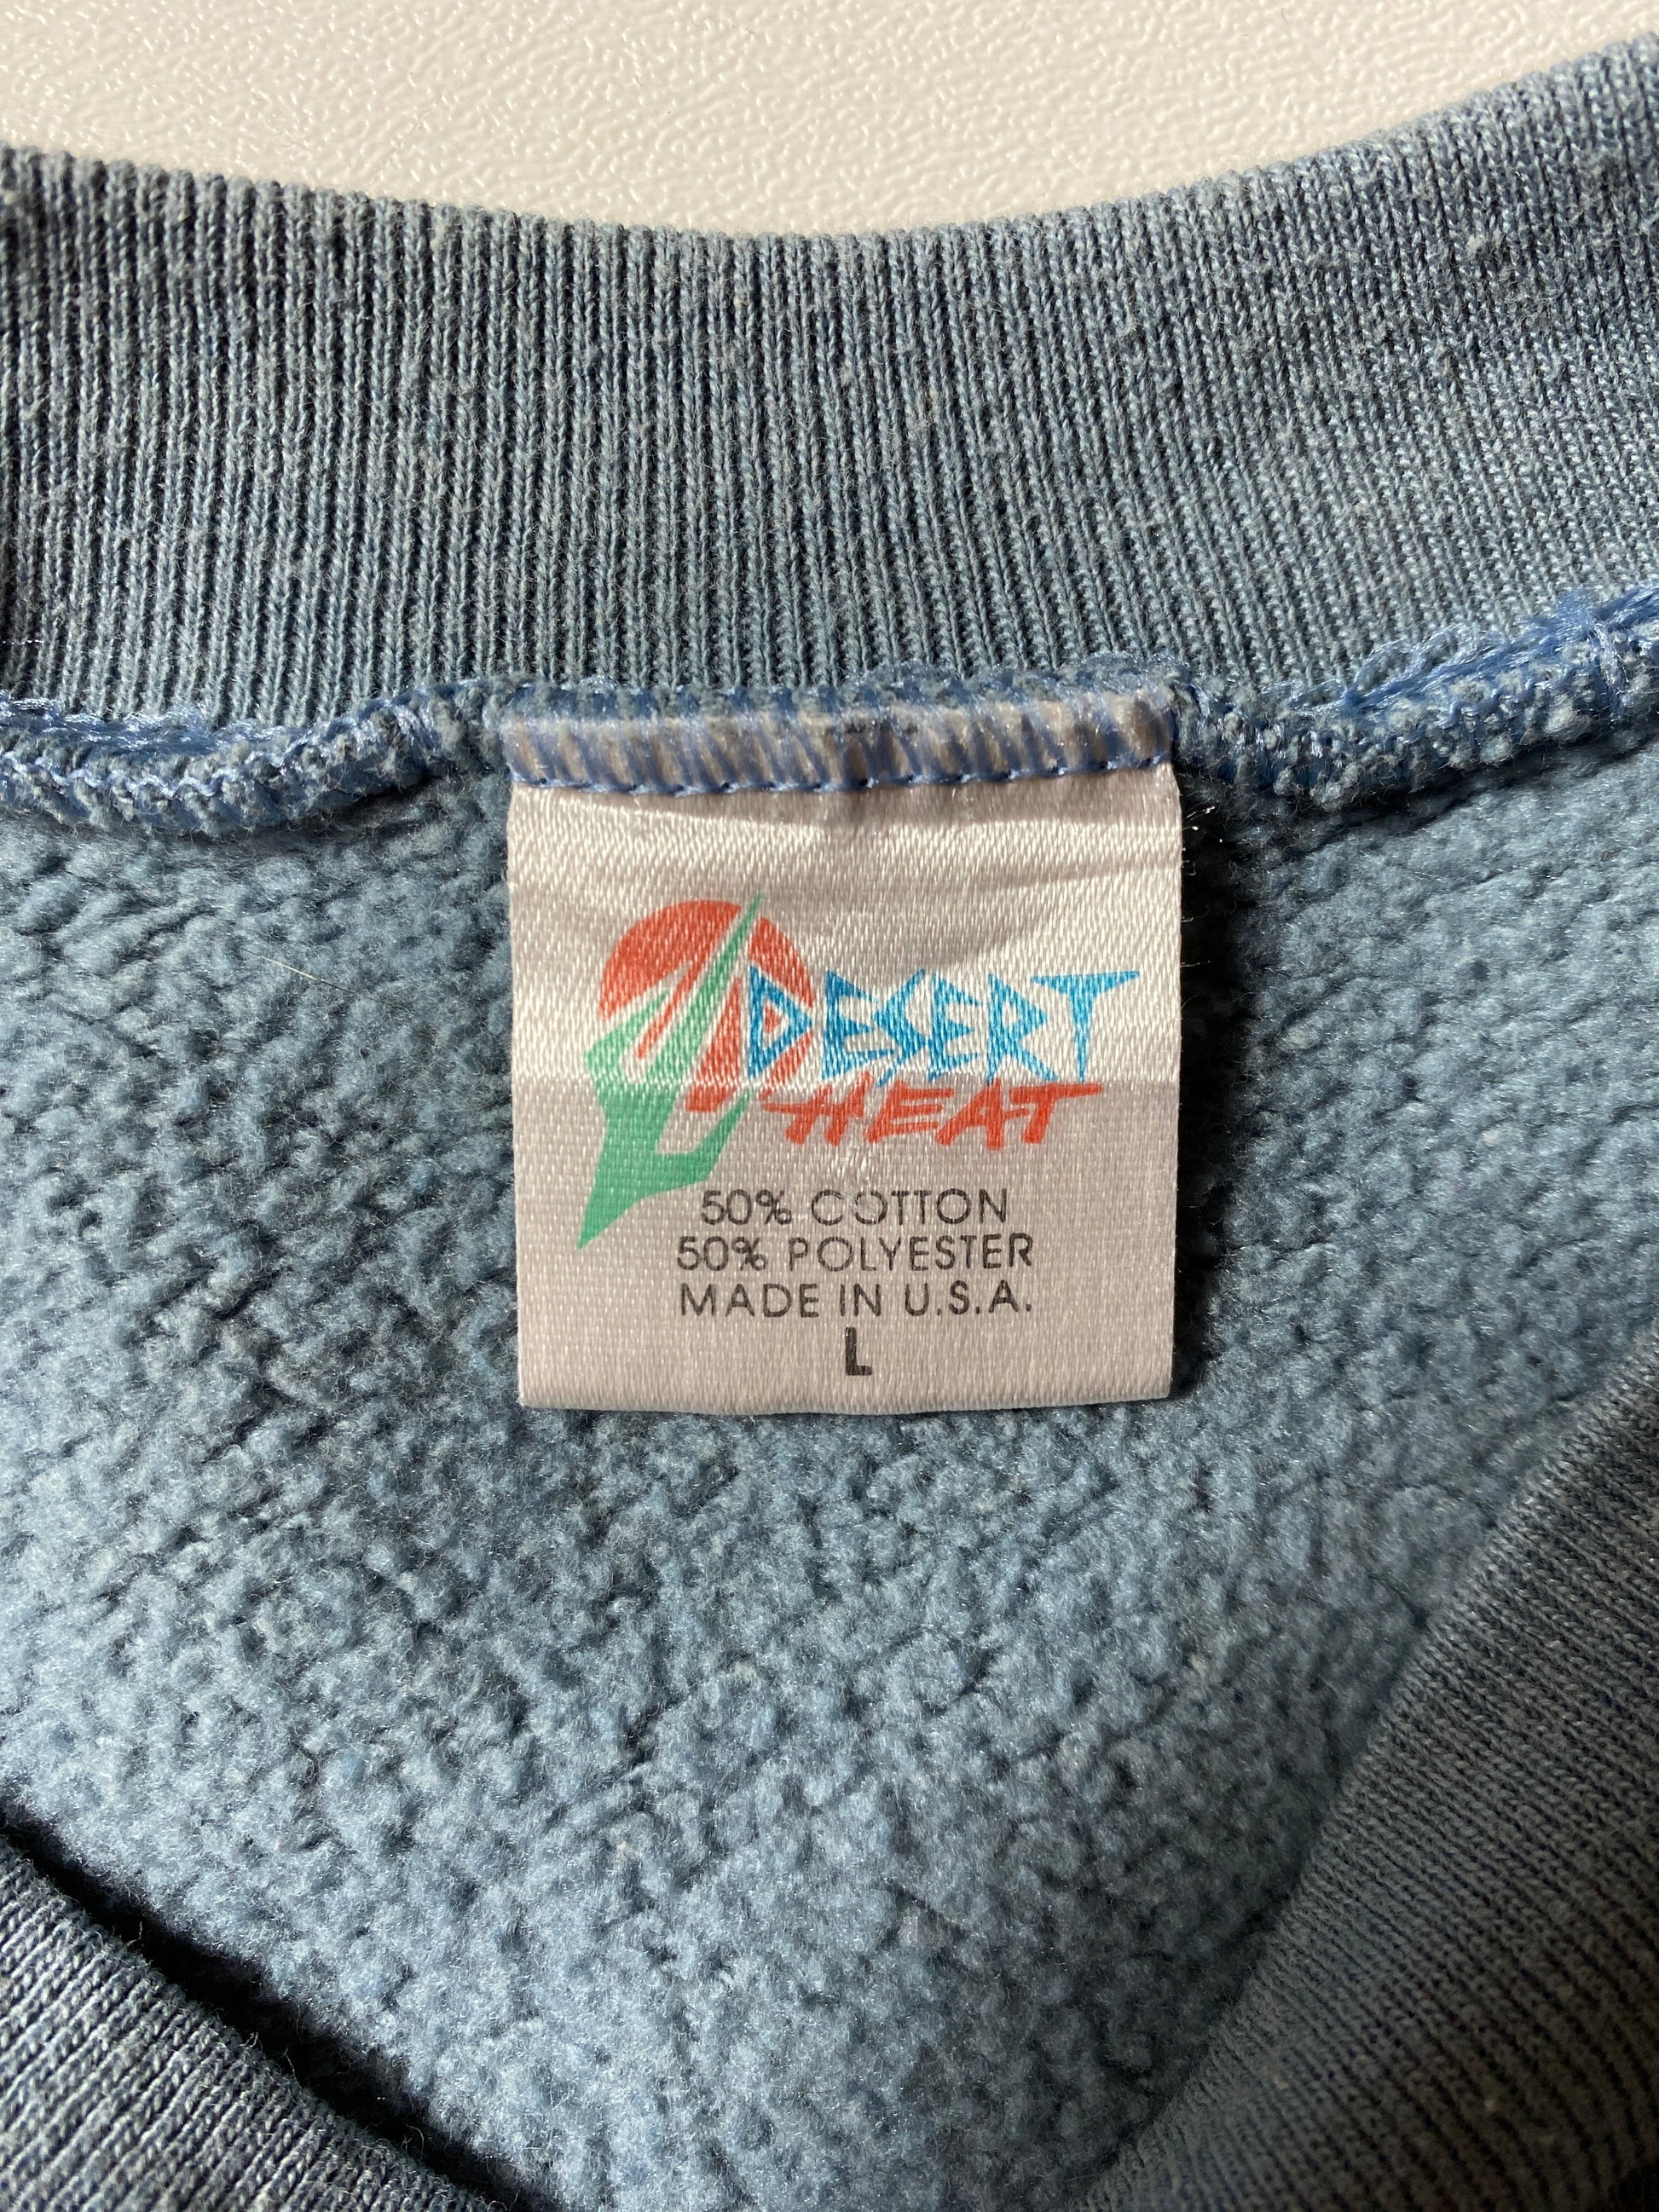 DESERT
HEAT
50% COTTON
50% POLYESTER
MADE IN U.S.A.
L